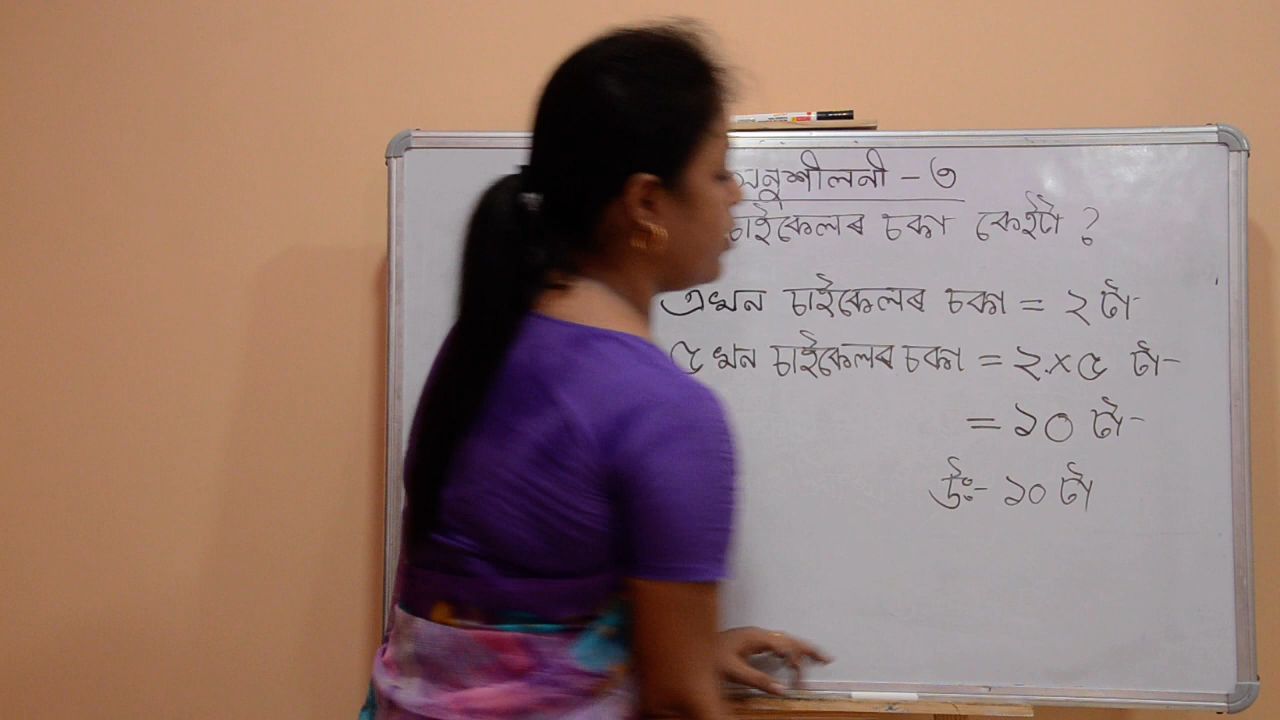 অনুশীলনী - ৩
চাইকেলৰ চকা কেইটা ?
এখন চাইকেলৰ চকা = ২ টা
৫ খন চাইকেলৰ চকা = ২ × ৫ টা
= ১০ টা
উঃ- ১০ টা